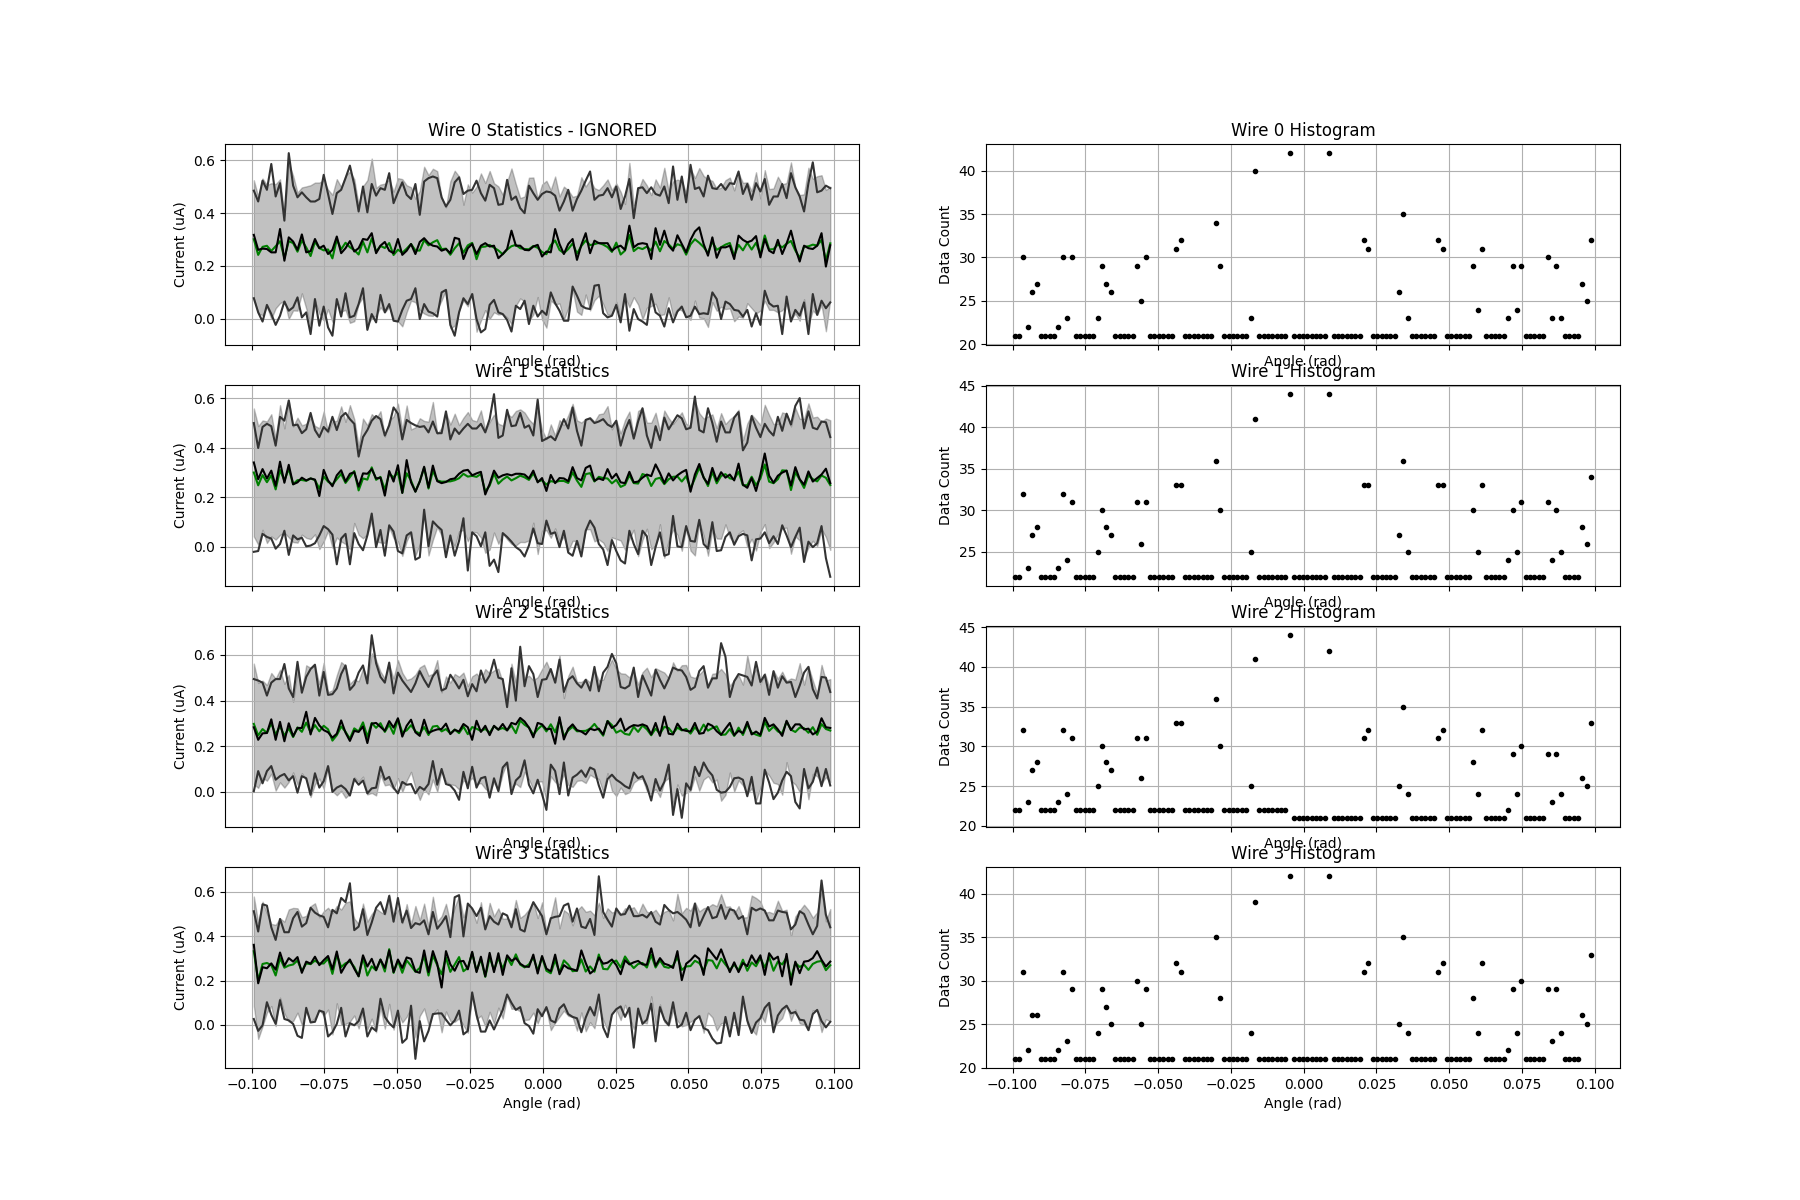 Wire 0 Statistics - IGNORED
Current (uA)
0.6
0.4
0.2
0.0
Angle (rad)
Wire 0 Histogram
Data Count
40
35
30
25
20
Angle (rad)
Wire 1 Statistics
Current (uA)
0.6
0.4
0.2
0.0
Angle (rad)
Wire 1 Histogram
Data Count
45
40
35
30
25
Angle (rad)
Wire 2 Statistics
Current (uA)
0.6
0.4
0.2
0.0
Angle (rad)
Wire 2 Histogram
Data Count
45
40
35
30
25
20
Angle (rad)
Wire 3 Statistics
Current (uA)
0.6
0.4
0.2
0.0
−0.100 −0.075 −0.050 −0.025 0.000 0.025 0.050 0.075 0.100
Angle (rad)
Wire 3 Histogram
Data Count
40
35
30
25
20
−0.100 −0.075 −0.050 −0.025 0.000 0.025 0.050 0.075 0.100
Angle (rad)